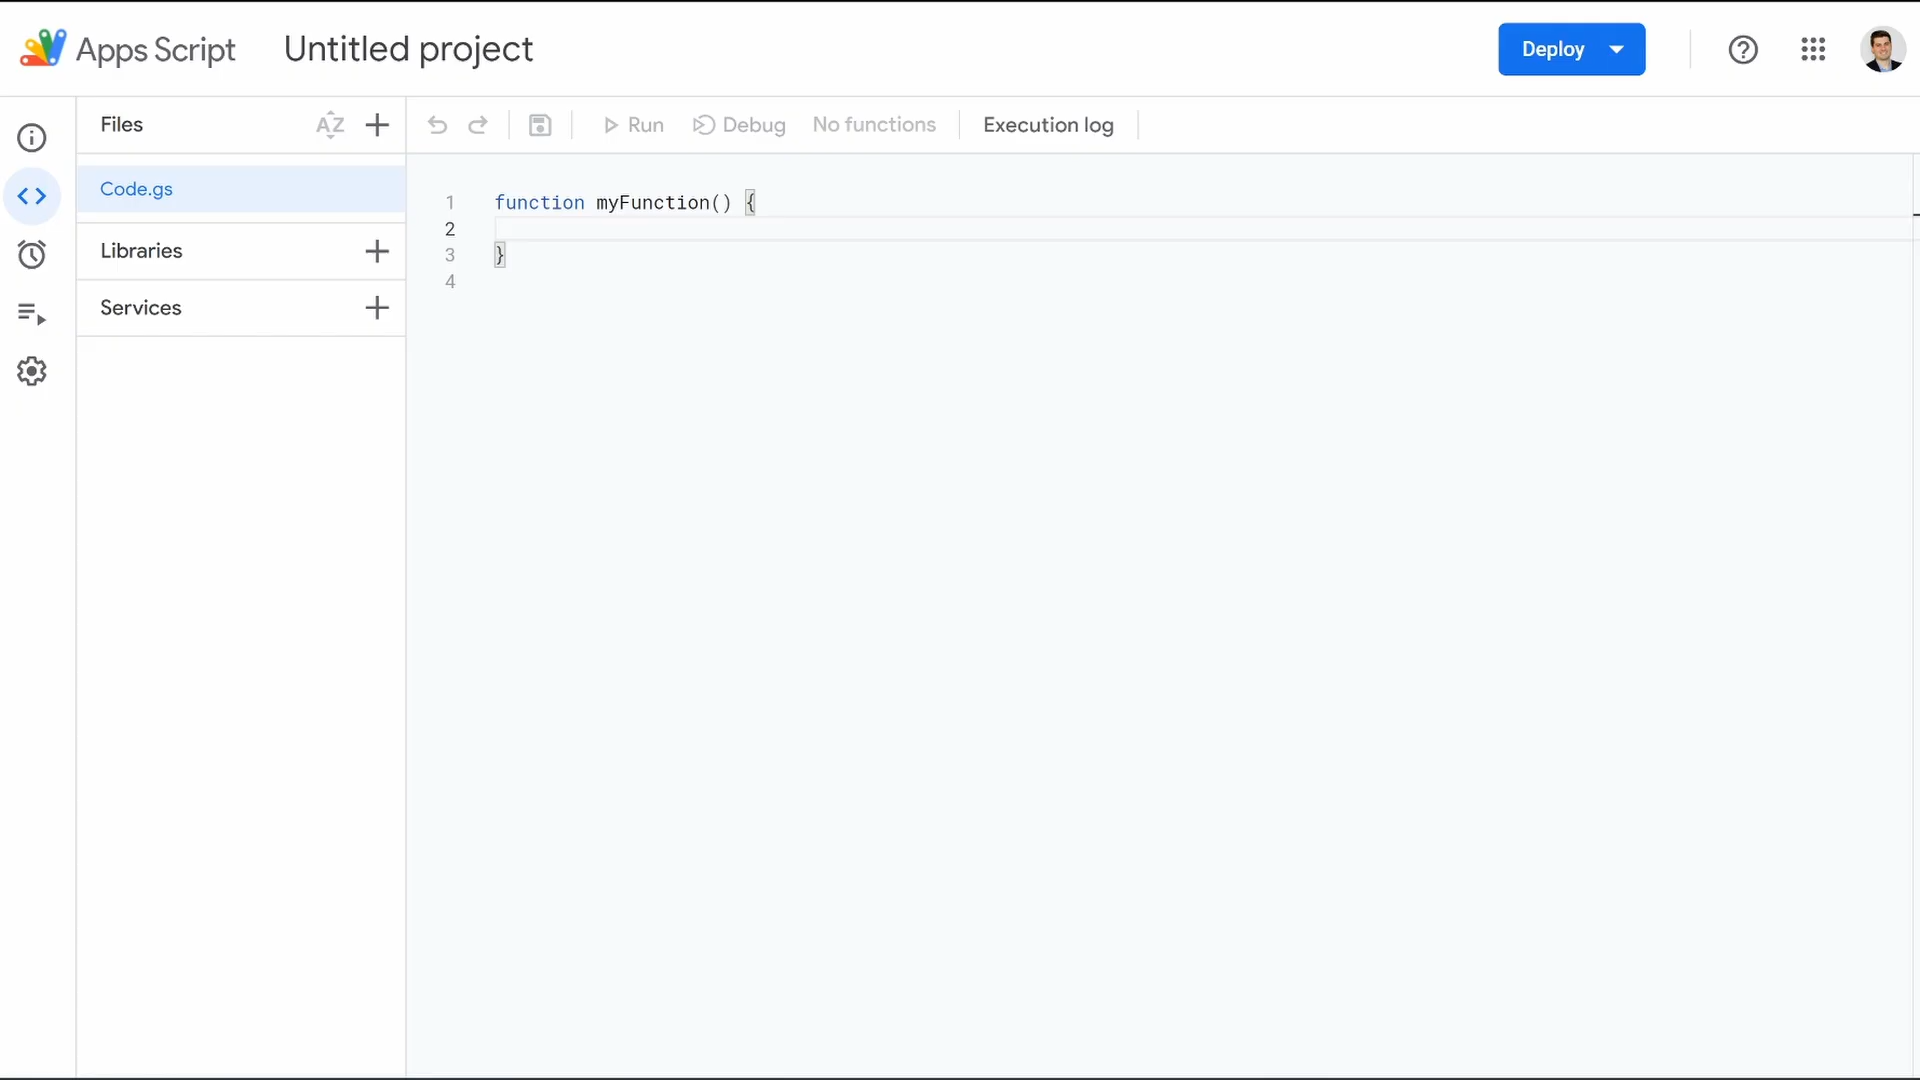 Apps Script Untitled project Deploy
Files AZ Run Debug No functions Execution log
Code.gs
Libraries
Services
1 function myFunction() {
2
3 }
4